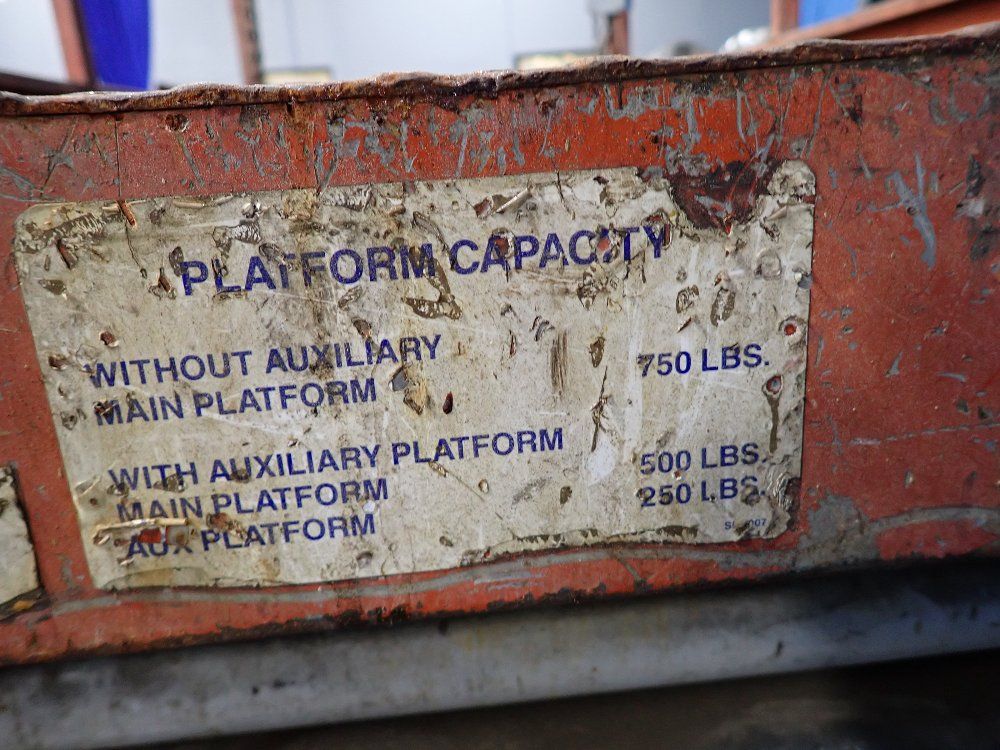 PLATFORM CAPACITY
WITHOUT AUXILIARY
MAIN PLATFORM 750 LBS.
WITH AUXILIARY PLATFORM
MAIN PLATFORM 500 LBS.
AUX PLATFORM 250 LBS.